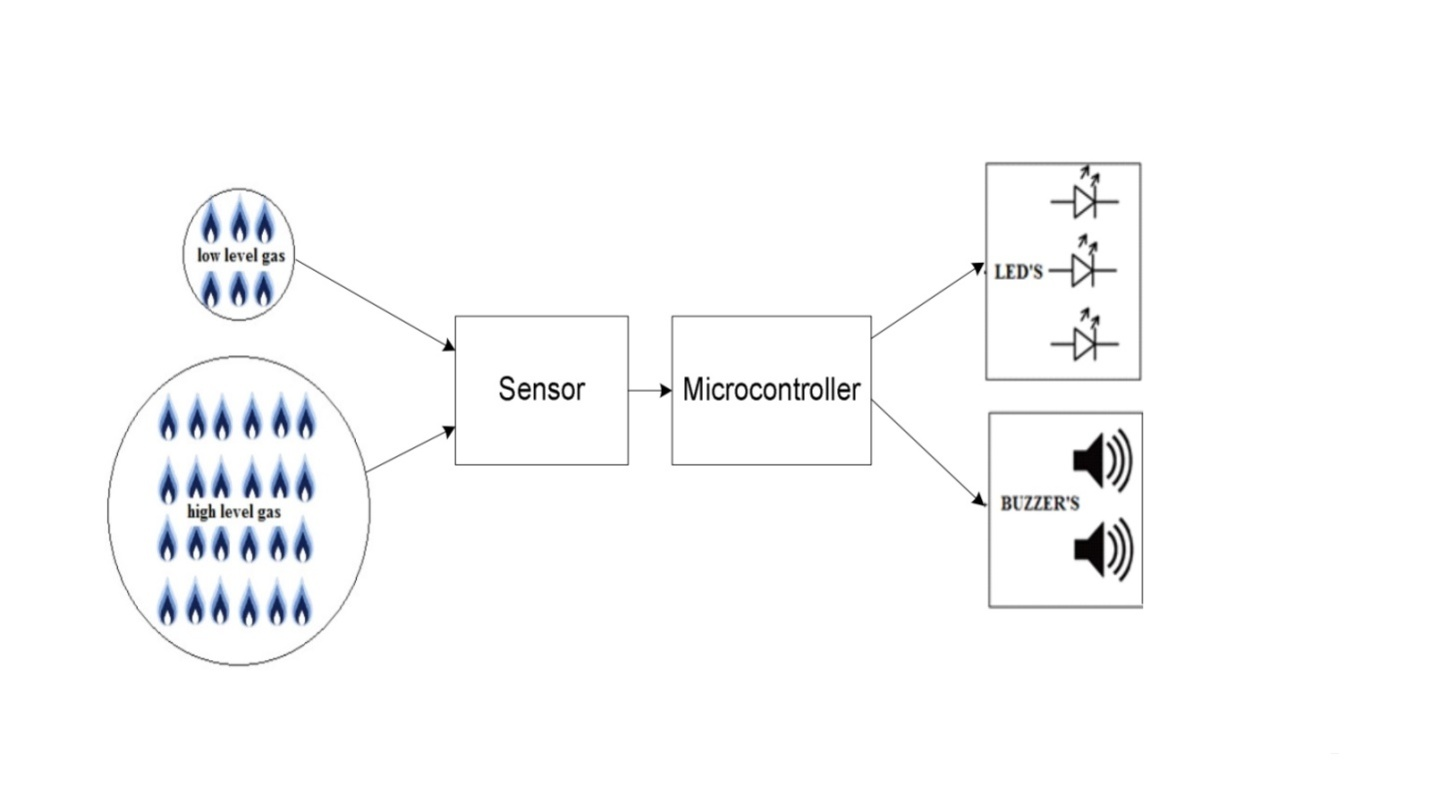 low level gas
high level gas
Sensor
Microcontroller
LED'S
BUZZER'S